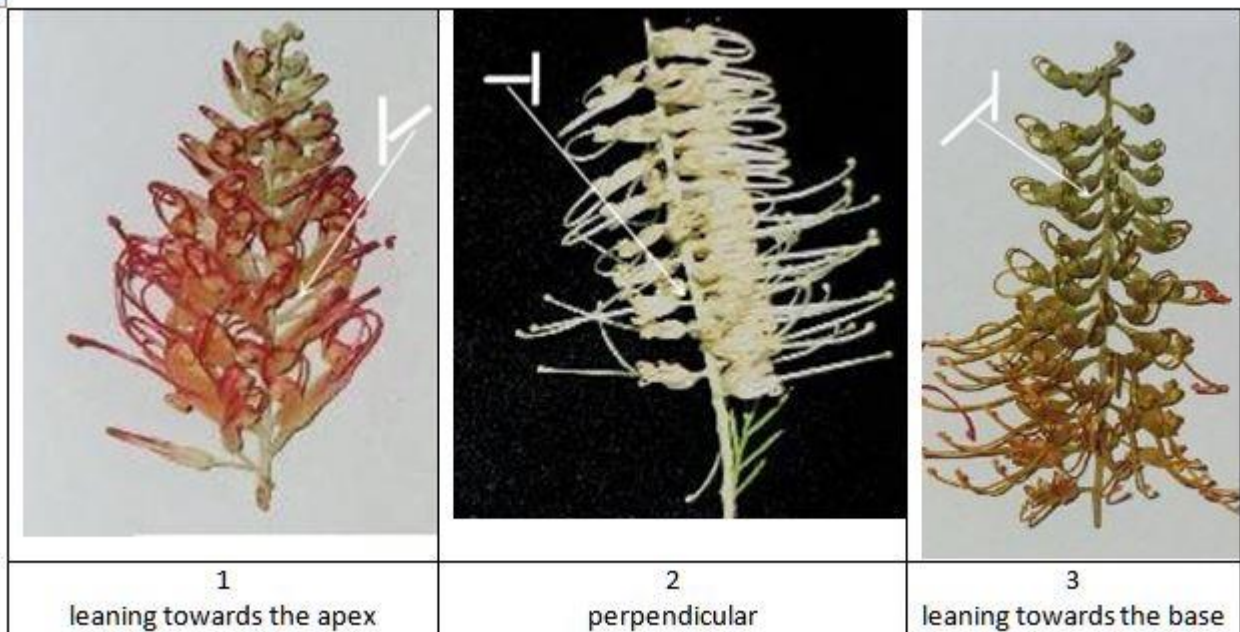 1
leaning towards the apex
2
perpendicular
3
leaning towards the base